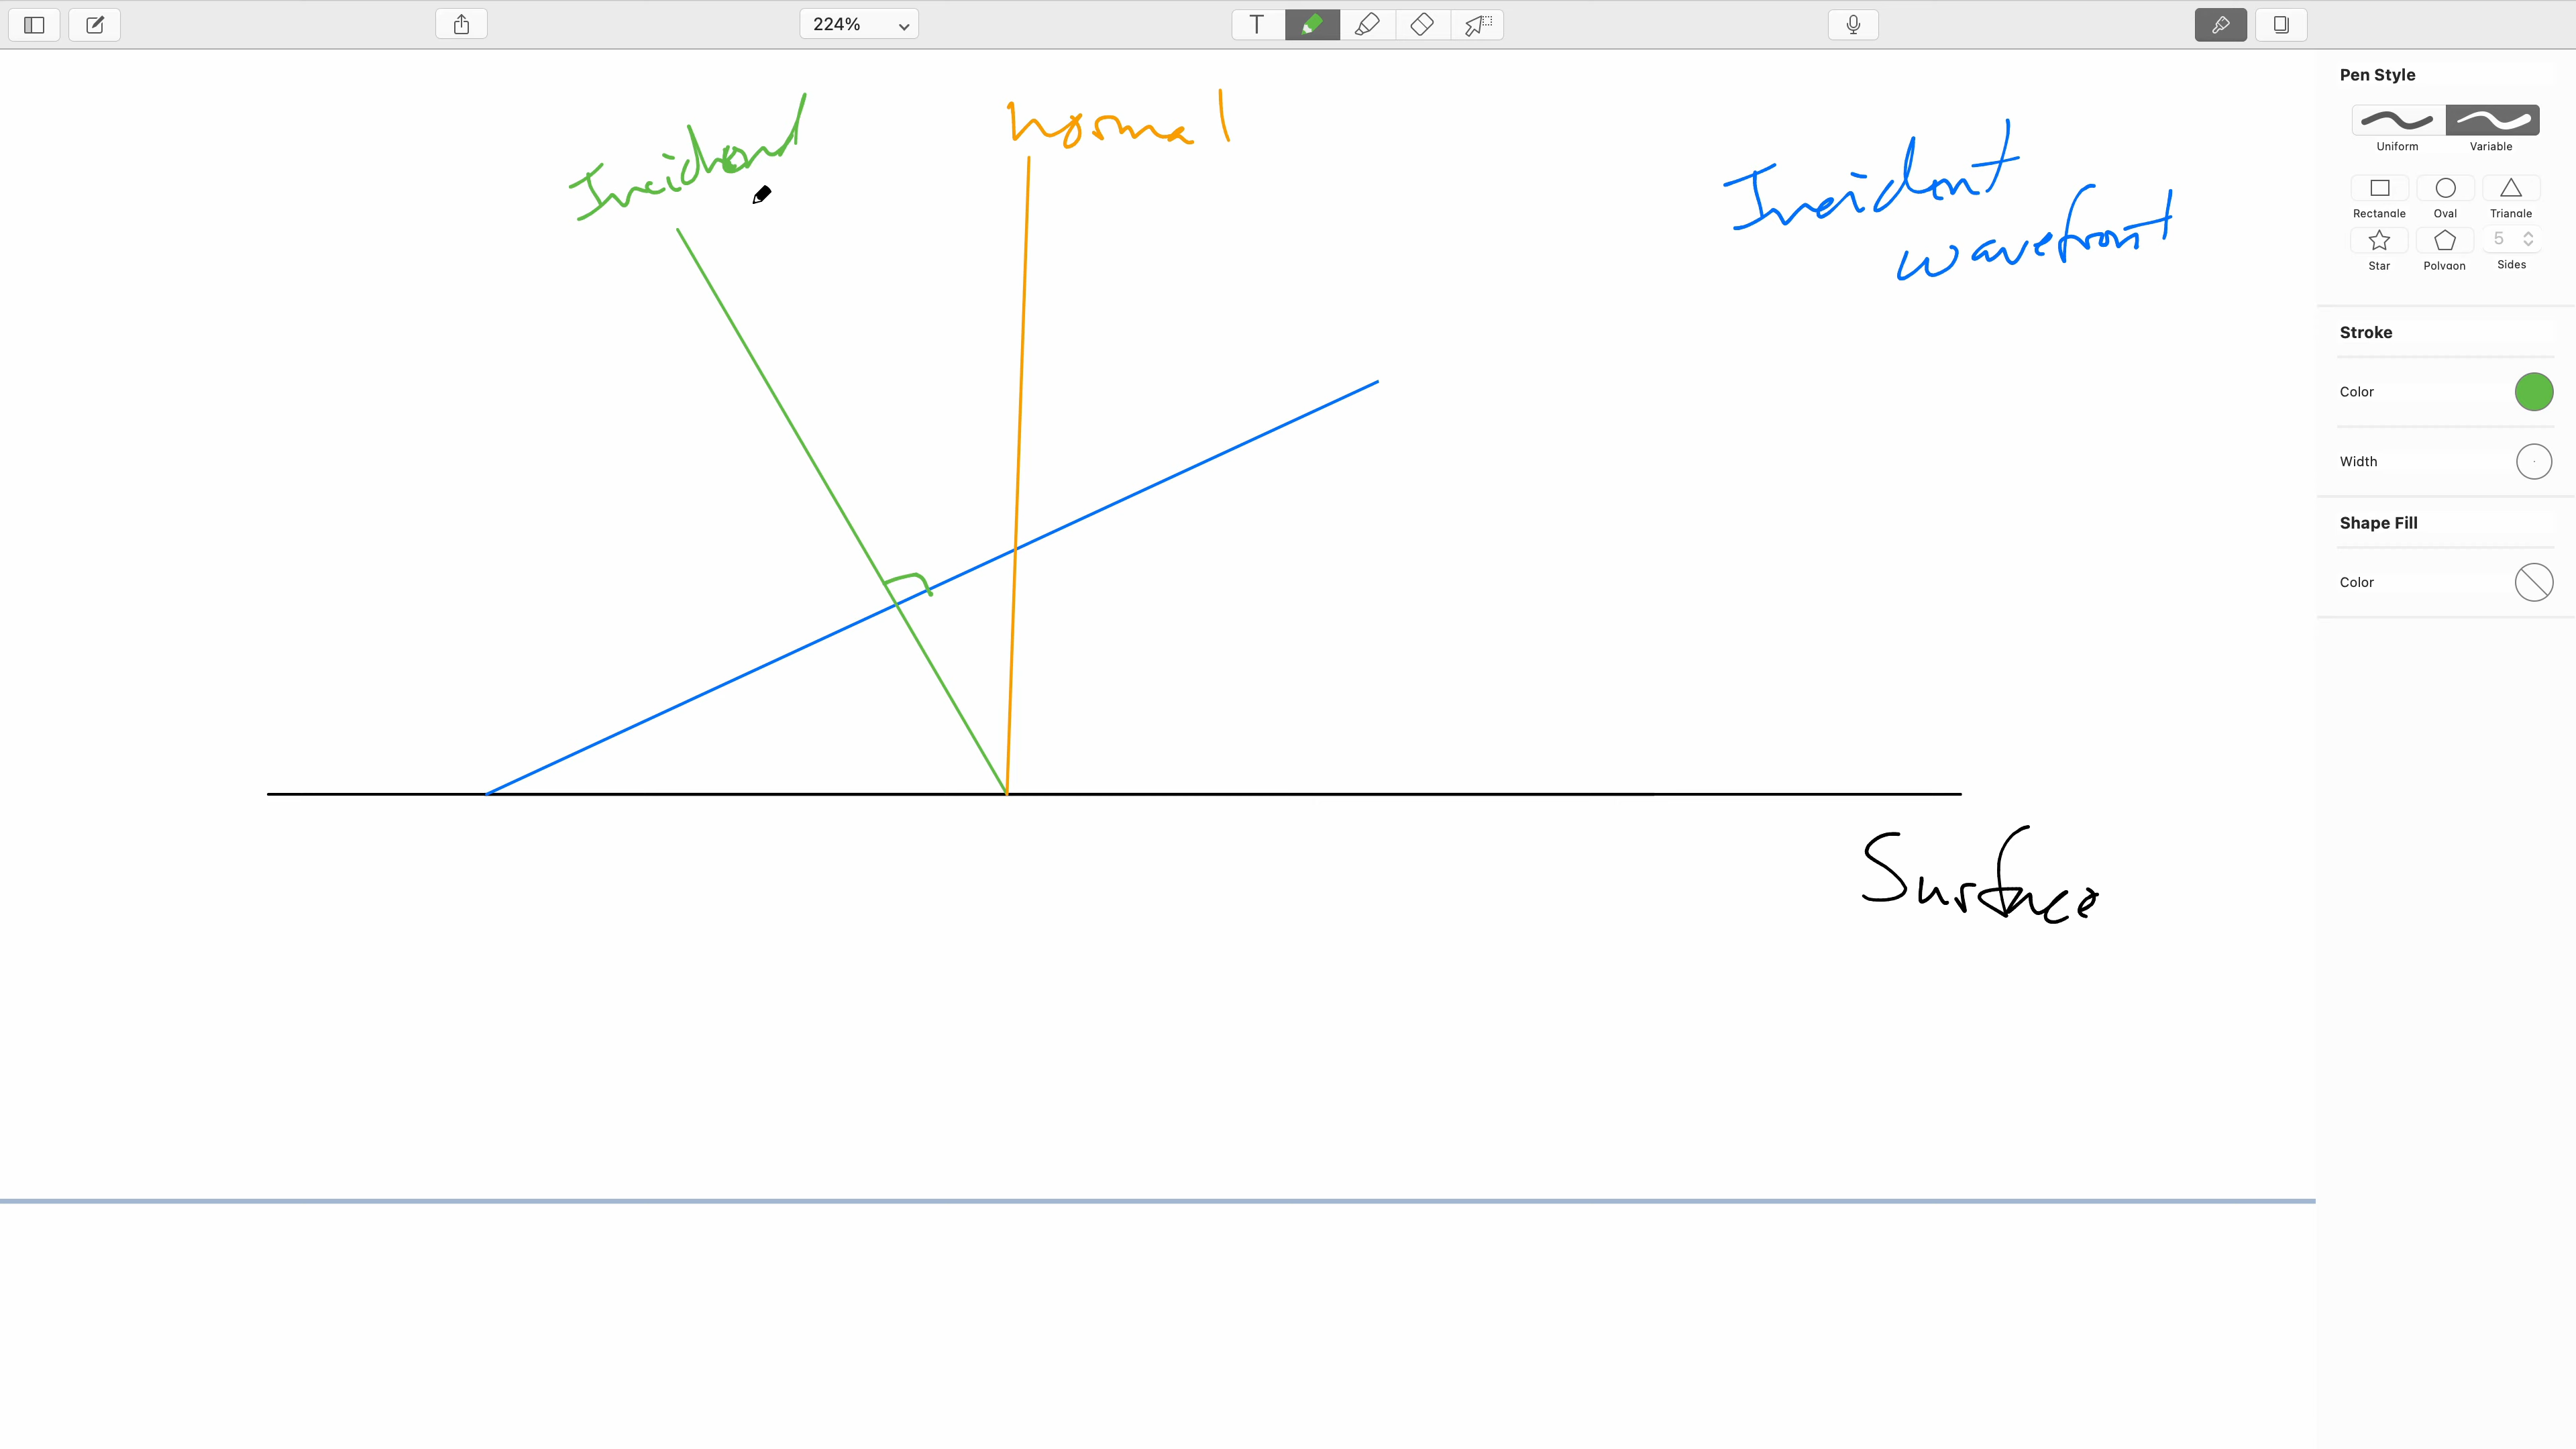 224%
T
Pen Style
Uniform
Variable
Rectangle
Oval
Triangle
Star
Polygon
5
Sides
Stroke
Color
Width
Shape Fill
Color
Incident
normal
Incident
wavefront
Surface